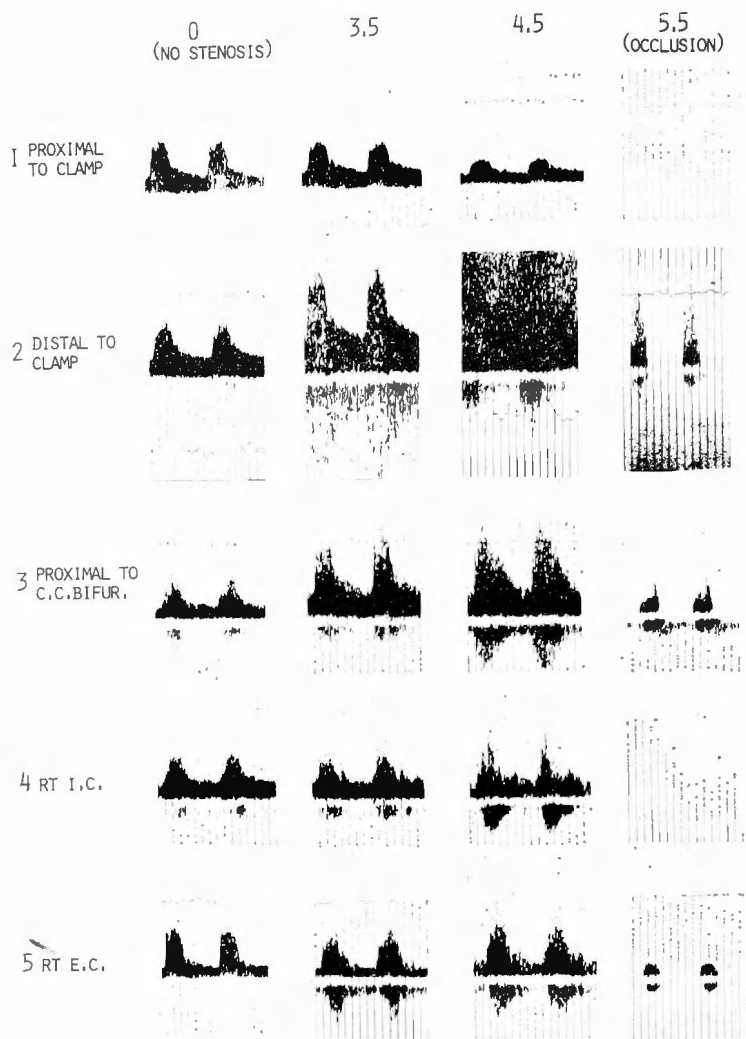 0
(NO STENOSIS)
3.5
4.5
5.5
(OCCLUSION)
1 PROXIMAL
TO CLAMP
2 DISTAL TO
CLAMP
3 PROXIMAL TO
C.C.BIFUR.
4 RT I.C.
5 RT E.C.